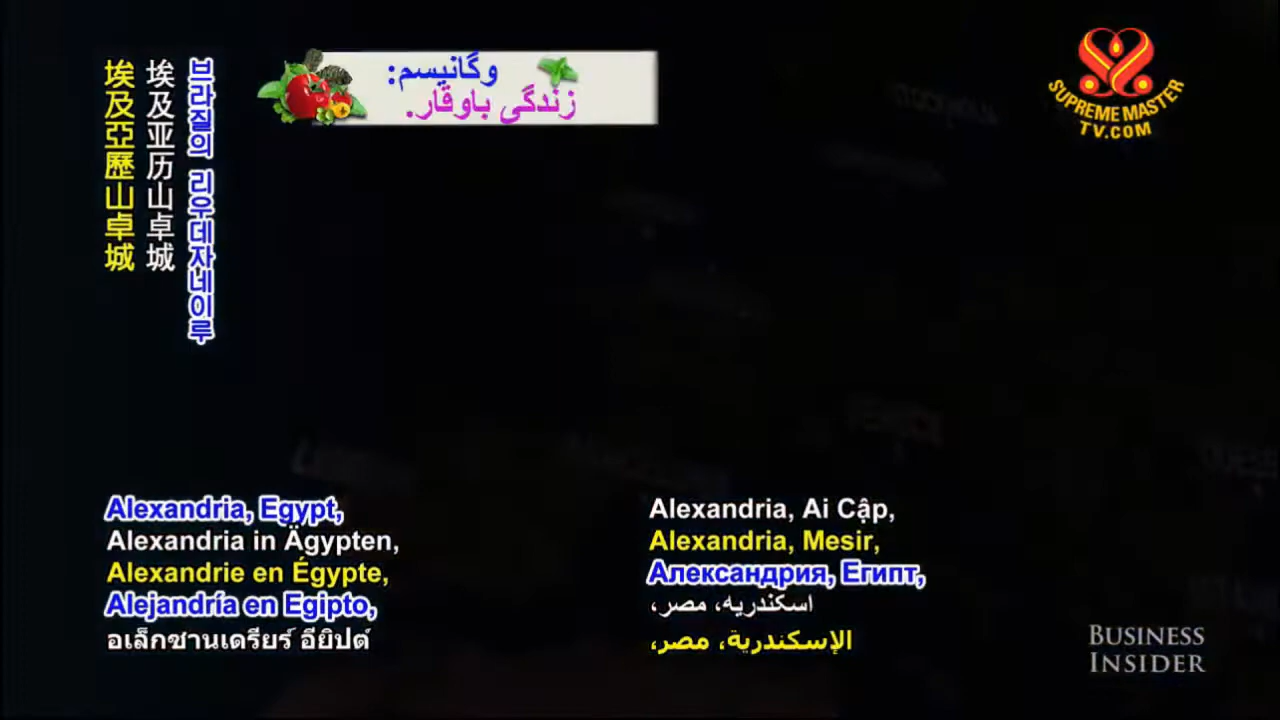 埃及亞歷山卓城
埃及亚历山卓城
브라질의 리우데자네이루
وگانیسم:
زندگی باوقار.
SUPREME MASTER
TV.COM
Alexandria, Egypt,
Alexandria in Ägypten,
Alexandrie en Égypte,
Alejandría en Egipto,
อเล็กซานเดรียร์ อียิปต์
Alexandria, Ai Cập,
Alexandria, Mesir,
Александрия, Египт,
اسکندریه، مصر،
الإسكندرية، مصر،
BUSINESS
INSIDER